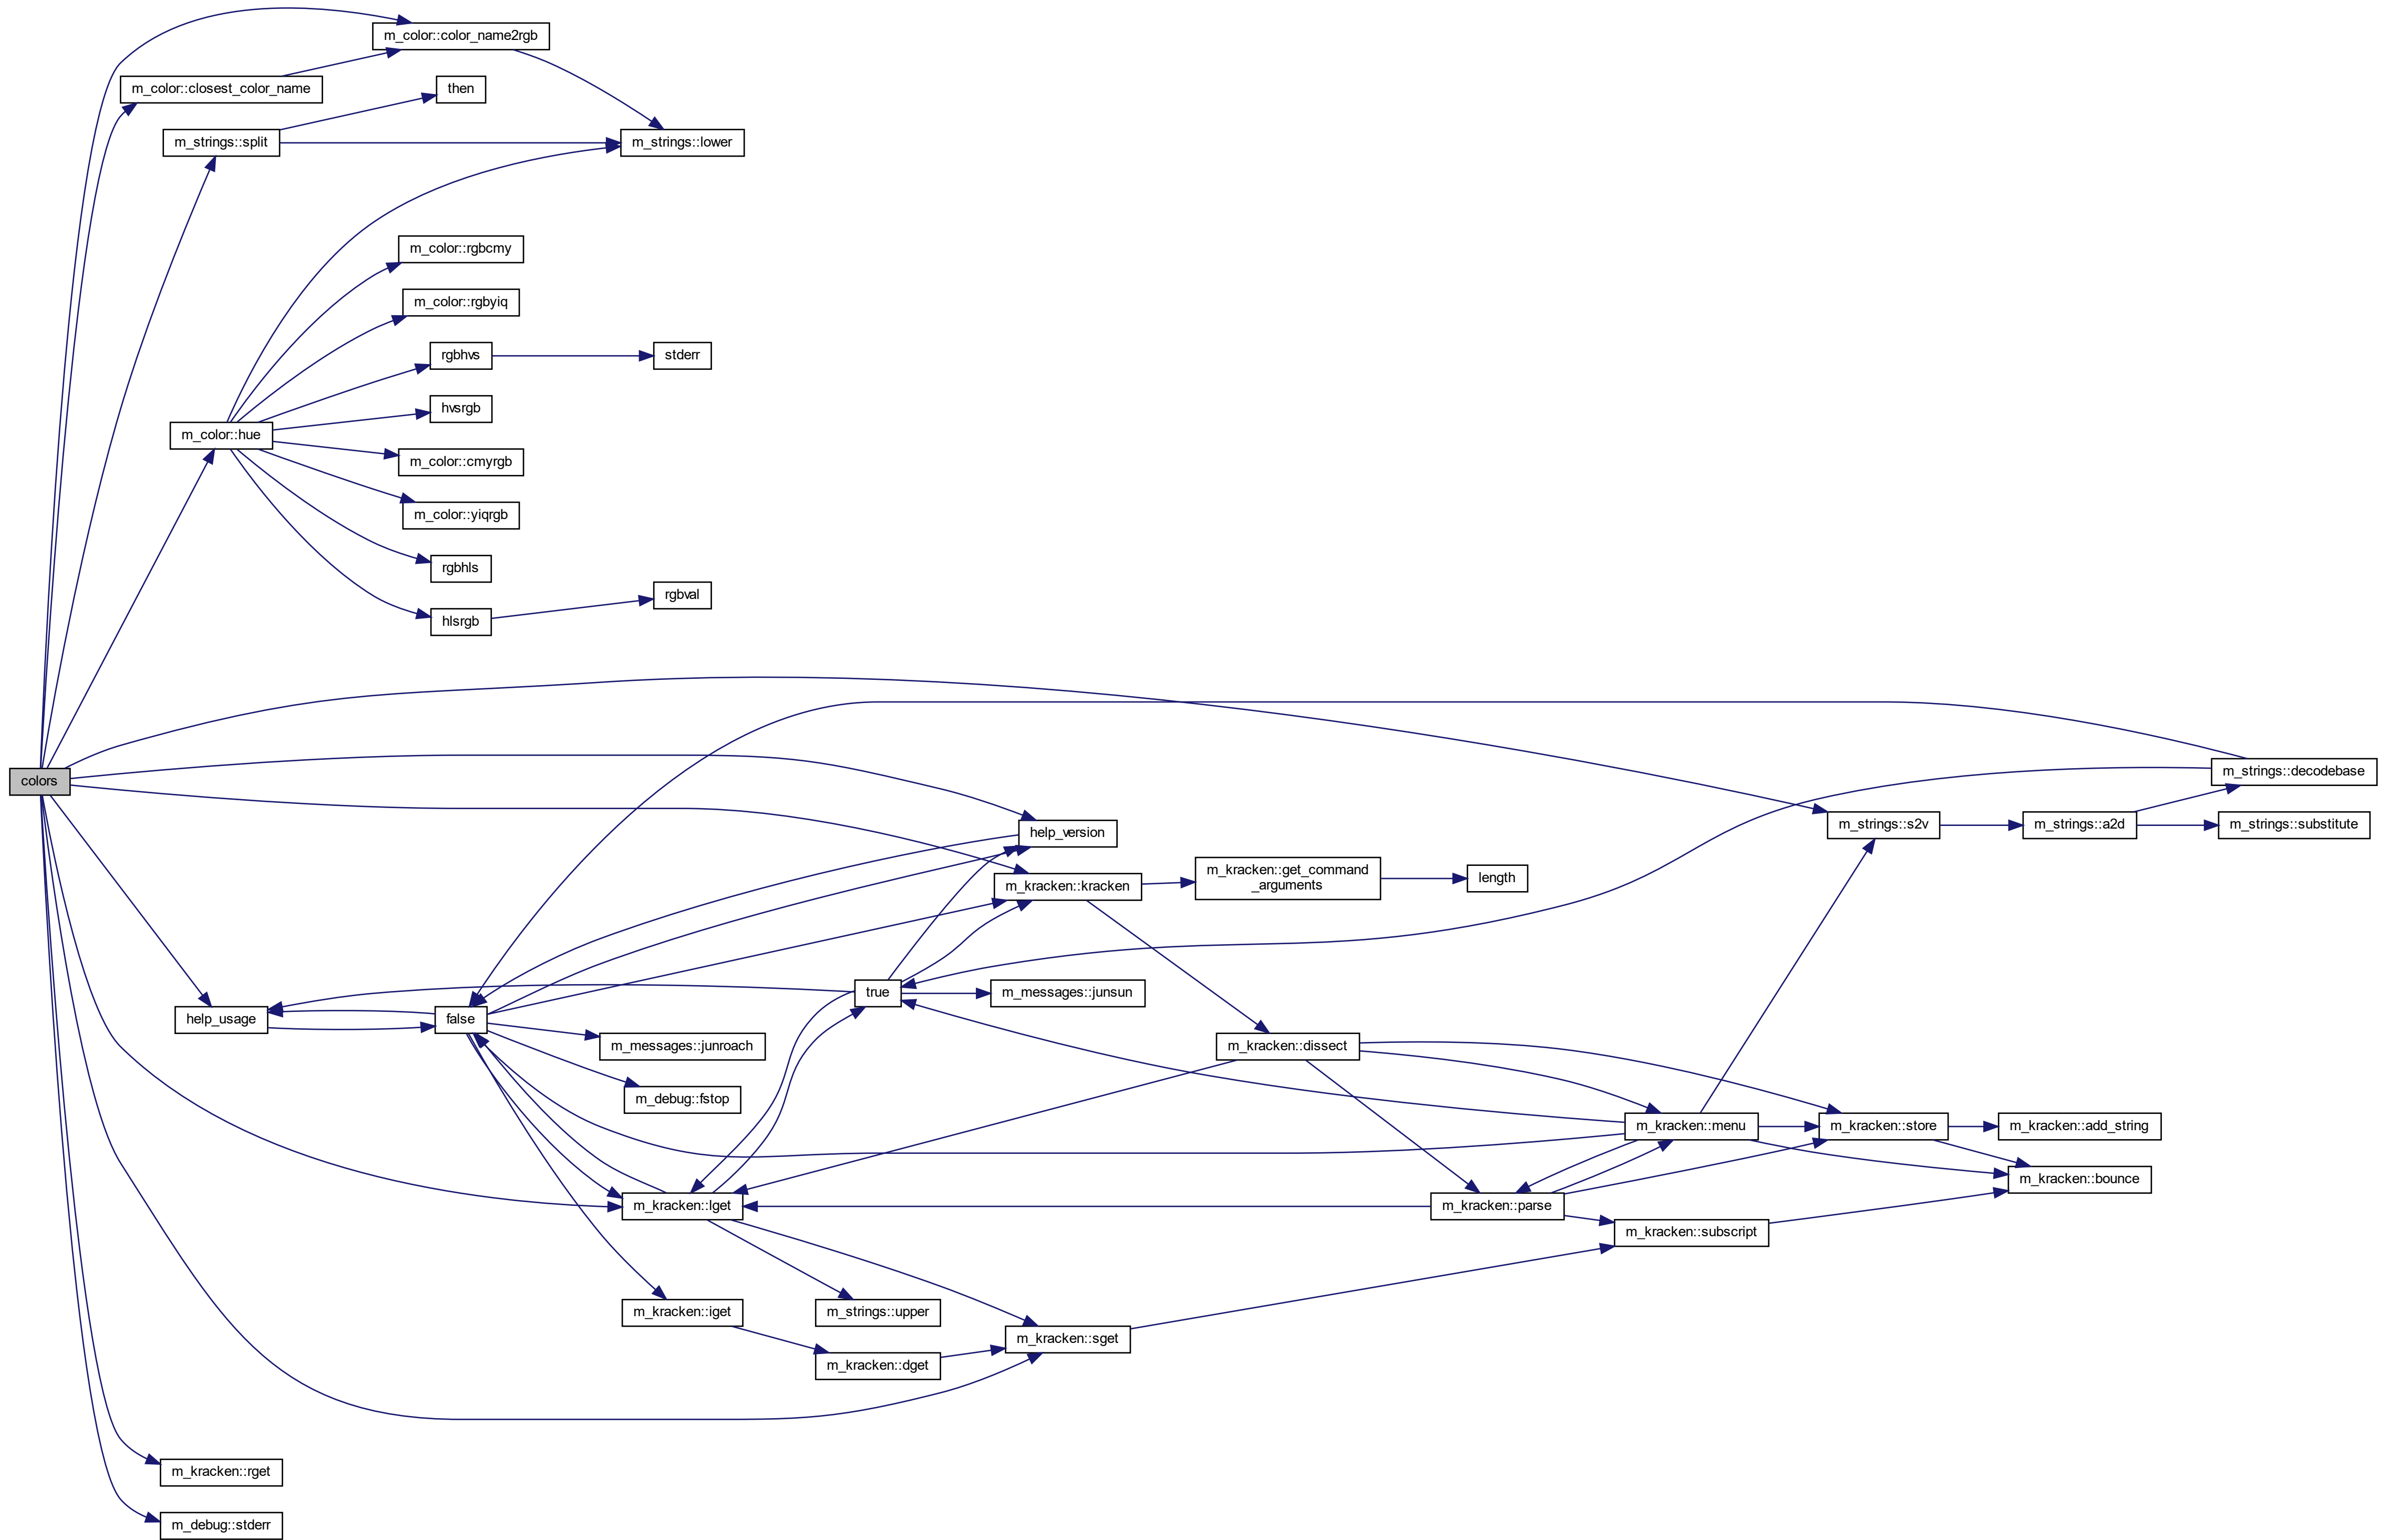 m_color::color_name2rgb
m_color::closest_color_name
then
m_strings::split
m_strings::lower
m_color::rgbcmy
m_color::rgbyiq
rgbhvs
stderr
hvsrgb
m_color::hue
m_color::cmyrgb
m_color::yiqrgb
rgbhls
rgbval
hlsrgb
colors
m_strings::decodebase
help_version
m_strings::s2v
m_strings::a2d
m_strings::substitute
m_kracken::kracken
m_kracken::get_command
_arguments
length
true
m_messages::junsun
help_usage
false
m_messages::junroach
m_kracken::dissect
m_debug::fstop
m_kracken::menu
m_kracken::store
m_kracken::add_string
m_kracken::bounce
m_kracken::lget
m_kracken::parse
m_kracken::subscript
m_kracken::iget
m_strings::upper
m_kracken::sget
m_kracken::dget
m_kracken::rget
m_debug::stderr